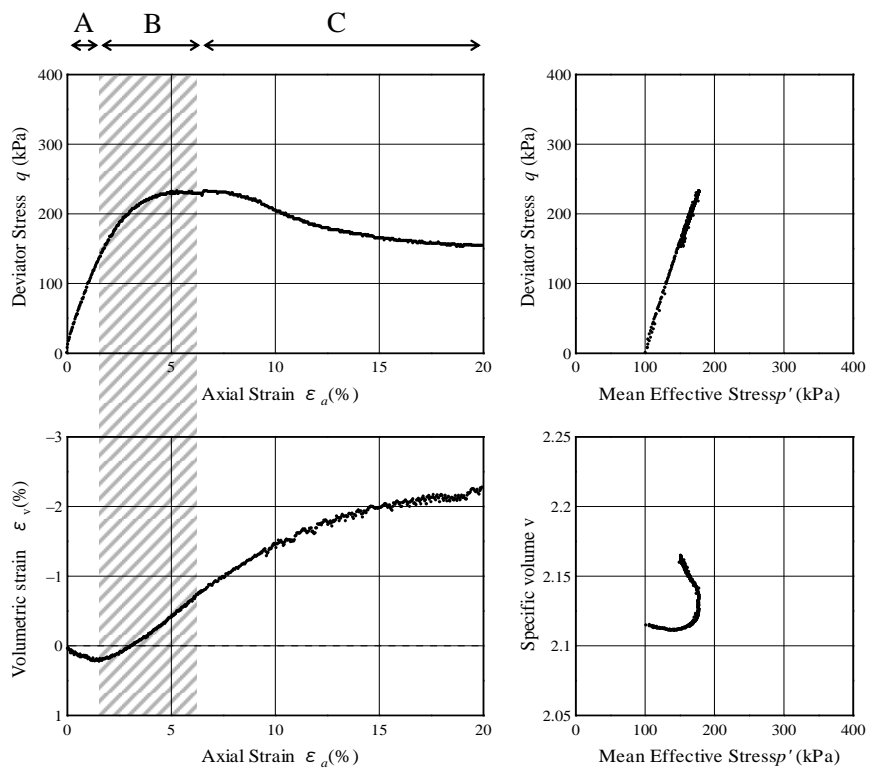 A B C
400
300
200
100
0
Deviator Stress q (kPa)
0 5 10 15 20
Axial Strain ε a(%)
400
300
200
100
0
Deviator Stress q (kPa)
0 100 200 300 400
Mean Effective Stressp' (kPa)
−3
−2
−1
0
1
Volumetric strain ε v(%)
0 5 10 15 20
Axial Strain ε a(%)
2.25
2.2
2.15
2.1
2.05
Specific volume v
0 100 200 300 400
Mean Effective Stressp' (kPa)